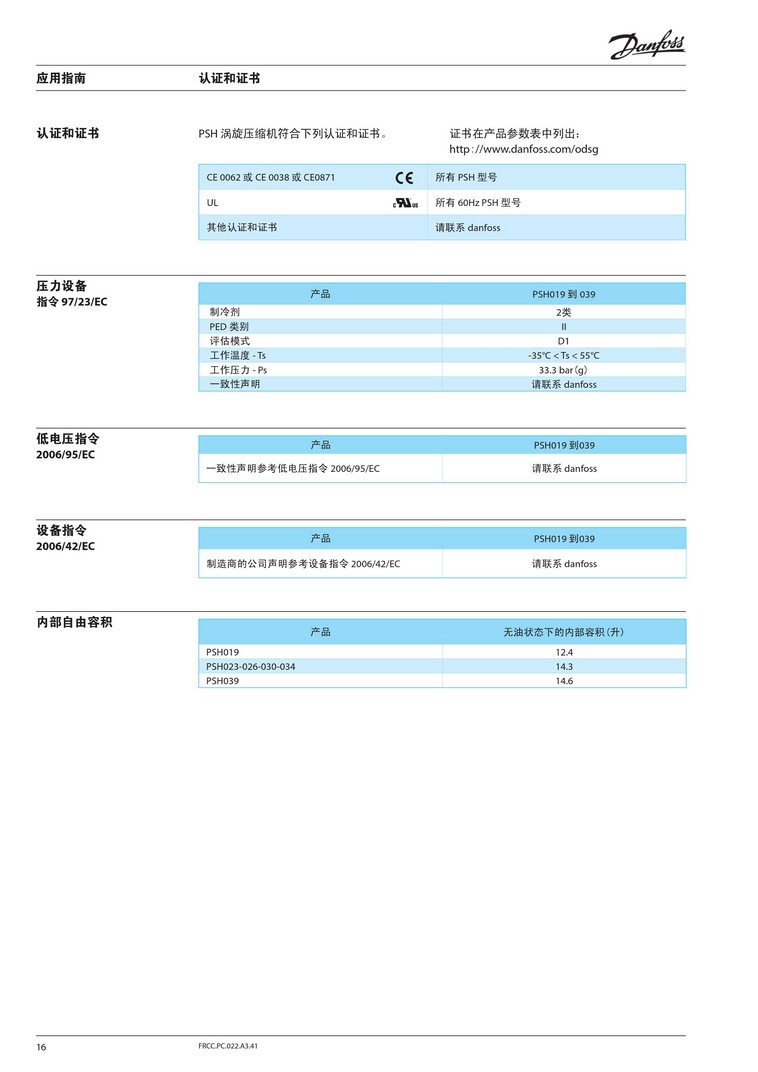 Danfoss
应用指南 认证和证书
认证和证书 PSH 涡旋压缩机符合下列认证和证书。 证书在产品参数表中列出：
http://www.danfoss.com/odsg
CE 0062 或 CE 0038 或 CE0871 CE 所有 PSH 型号
UL c RU us 所有 60Hz PSH 型号
其他认证和证书 请联系 danfoss
压力设备
指令 97/23/EC
产品 PSH019 到 039
制冷剂 2类
PED 类别 II
评估模式 D1
工作温度 - Ts -35°C < Ts < 55°C
工作压力 - Ps 33.3 bar(g)
一致性声明 请联系 danfoss
低电压指令
2006/95/EC
产品 PSH019 到039
一致性声明参考低电压指令 2006/95/EC 请联系 danfoss
设备指令
2006/42/EC
产品 PSH019 到039
制造商的公司声明参考设备指令 2006/42/EC 请联系 danfoss
内部自由容积
产品 无油状态下的内部容积(升)
PSH019 12.4
PSH023-026-030-034 14.3
PSH039 14.6
16 FRCC.PC.022.A3.41